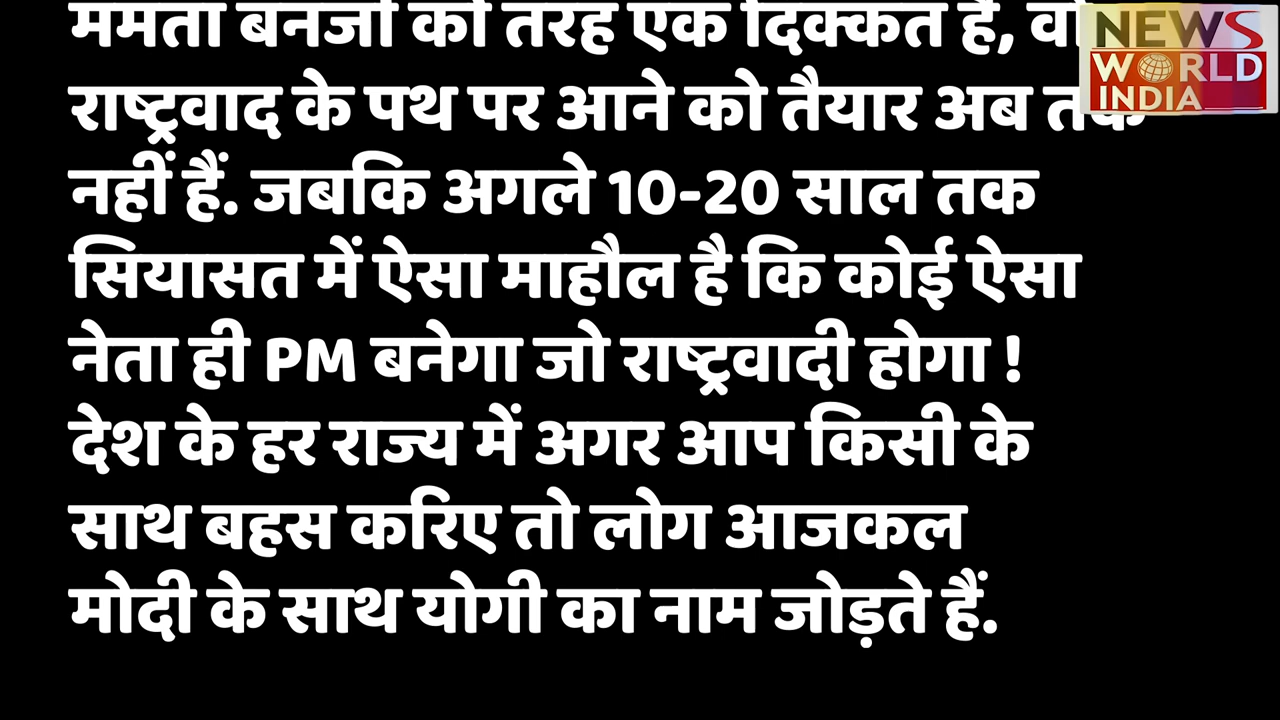 ममता बनर्जी की तरह एक दिक्कत है, वो
राष्ट्रवाद के पथ पर आने को तैयार अब तक
नहीं हैं. जबकि अगले 10-20 साल तक
सियासत में ऐसा माहौल है कि कोई ऐसा
नेता ही PM बनेगा जो राष्ट्रवादी होगा !
देश के हर राज्य में अगर आप किसी के
साथ बहस करिए तो लोग आजकल
मोदी के साथ योगी का नाम जोड़ते हैं.
NEWS
WORLD
INDIA